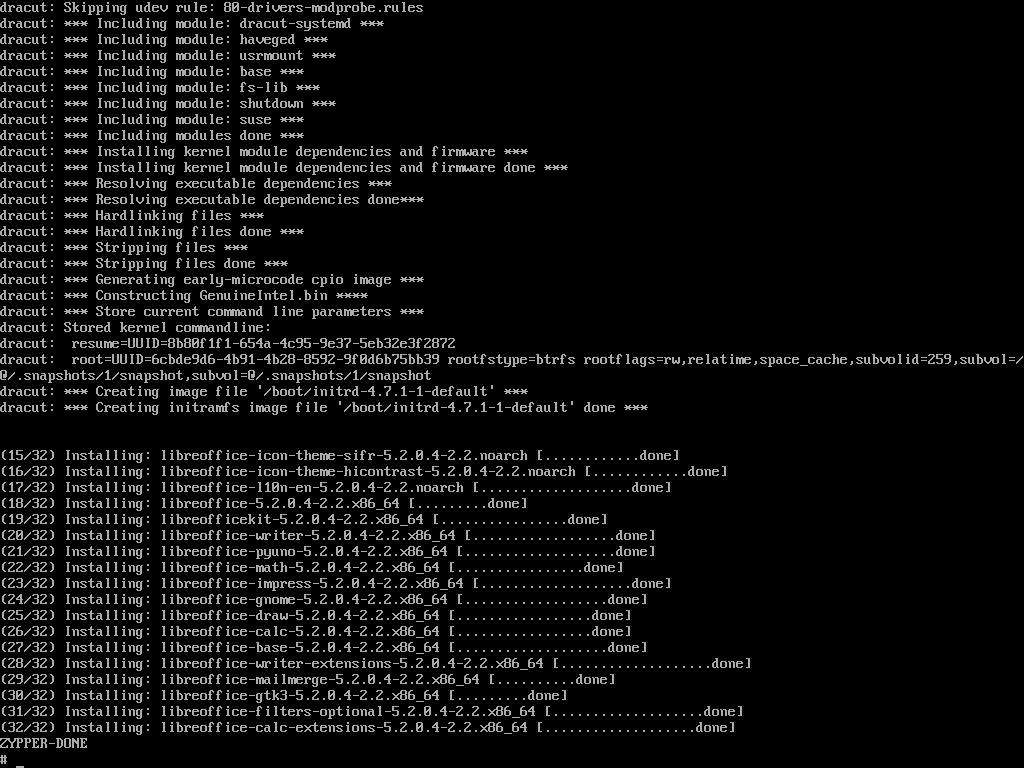 dracut: Skipping udev rule: 80-drivers-modprobe.rules
dracut: *** Including module: dracut-systemd ***
dracut: *** Including module: haveged ***
dracut: *** Including module: usrmount ***
dracut: *** Including module: base ***
dracut: *** Including module: fs-lib ***
dracut: *** Including module: shutdown ***
dracut: *** Including module: suse ***
dracut: *** Including modules done ***
dracut: *** Installing kernel module dependencies and firmware ***
dracut: *** Installing kernel module dependencies and firmware done ***
dracut: *** Resolving executable dependencies ***
dracut: *** Resolving executable dependencies done***
dracut: *** Hardlinking files ***
dracut: *** Hardlinking files done ***
dracut: *** Stripping files ***
dracut: *** Stripping files done ***
dracut: *** Generating early-microcode cpio image ***
dracut: *** Constructing GenuineIntel.bin ****
dracut: *** Store current command line parameters ***
dracut: Stored kernel commandline:
dracut:  resume=UUID=8b80f1f1-654a-4c95-9e37-5eb32e3f2872
dracut:  root=UUID=6cbde9d6-4b91-4b28-8592-9f0d6b75bb39 rootfstype=btrfs rootflags=rw,relatime,space_cache,subvolid=259,subvol=/
@/.snapshots/1/snapshot,subvol=@/.snapshots/1/snapshot
dracut: *** Creating image file '/boot/initrd-4.7.1-1-default' ***
dracut: *** Creating initramfs image file '/boot/initrd-4.7.1-1-default' done ***
(15/32) Installing: libreoffice-icon-theme-sifr-5.2.0.4-2.2.noarch [............done]
(16/32) Installing: libreoffice-icon-theme-hicontrast-5.2.0.4-2.2.noarch [............done]
(17/32) Installing: libreoffice-l10n-en-5.2.0.4-2.2.noarch [...................done]
(18/32) Installing: libreoffice-5.2.0.4-2.2.x86_64 [.........done]
(19/32) Installing: libreofficekit-5.2.0.4-2.2.x86_64 [................done]
(20/32) Installing: libreoffice-writer-5.2.0.4-2.2.x86_64 [..................done]
(21/32) Installing: libreoffice-pyuno-5.2.0.4-2.2.x86_64 [...................done]
(22/32) Installing: libreoffice-math-5.2.0.4-2.2.x86_64 [................done]
(23/32) Installing: libreoffice-impress-5.2.0.4-2.2.x86_64 [...................done]
(24/32) Installing: libreoffice-gnome-5.2.0.4-2.2.x86_64 [..................done]
(25/32) Installing: libreoffice-draw-5.2.0.4-2.2.x86_64 [.................done]
(26/32) Installing: libreoffice-calc-5.2.0.4-2.2.x86_64 [.................done]
(27/32) Installing: libreoffice-base-5.2.0.4-2.2.x86_64 [...................done]
(28/32) Installing: libreoffice-writer-extensions-5.2.0.4-2.2.x86_64 [...................done]
(29/32) Installing: libreoffice-mailmerge-5.2.0.4-2.2.x86_64 [..........done]
(30/32) Installing: libreoffice-gtk3-5.2.0.4-2.2.x86_64 [.........done]
(31/32) Installing: libreoffice-filters-optional-5.2.0.4-2.2.x86_64 [...................done]
(32/32) Installing: libreoffice-calc-extensions-5.2.0.4-2.2.x86_64 [...................done]
ZYPPER-DONE
# _